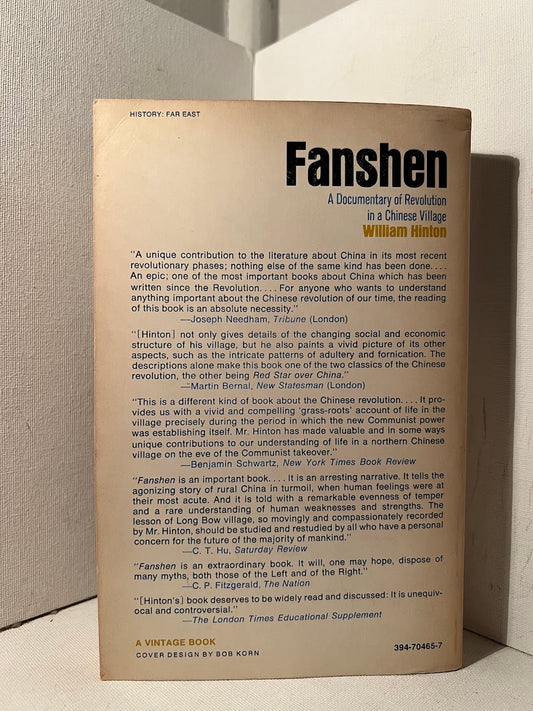 HISTORY: FAR EAST
Fanshen
A Documentary of Revolution
in a Chinese Village
William Hinton
"A unique contribution to the literature about China in its most recent
revolutionary phases; nothing else of the same kind has been done....
An epic; one of the most important books about China which has been
written since the Revolution.... For anyone who wants to understand
anything important about the Chinese revolution of our time, the reading
of this book is an absolute necessity."
—Joseph Needham, Tribune (London)
"[Hinton] not only gives details of the changing social and economic
structure of his village, but he also paints a vivid picture of its other
aspects, such as the intricate patterns of adultery and fornication. The
descriptions alone make this book one of the two classics of the Chinese
revolution, the other being Red Star over China."
—Martin Bernal, New Statesman (London)
"This is a different kind of book about the Chinese revolution.... It pro-
vides us with a vivid and compelling 'grass-roots' account of life in the
village precisely during the period in which the new Communist power
was establishing itself. Mr. Hinton has made valuable and in some ways
unique contributions to our understanding of life in a northern Chinese
village on the eve of the Communist takeover."
—Benjamin Schwartz, New York Times Book Review
"Fanshen is an important book.... It is an arresting narrative. It tells the
agonizing story of rural China in turmoil, when human feelings were at
their most acute. And it is told with a remarkable evenness of temper
and a rare understanding of human weaknesses and strengths. The
lesson of Long Bow village, so movingly and compassionately recorded
by Mr. Hinton, should be studied and restudied by all who have a personal
concern for the future of the majority of mankind."
—C. T. Hu, Saturday Review
"Fanshen is an extraordinary book. It will, one may hope, dispose of
many myths, both those of the Left and of the Right."
—C. P. Fitzgerald, The Nation
"[Hinton's] book deserves to be widely read and discussed: It is unequiv-
ocal and controversial."
—The London Times Educational Supplement
A VINTAGE BOOK
COVER DESIGN BY BOB KORN
394-70465-7